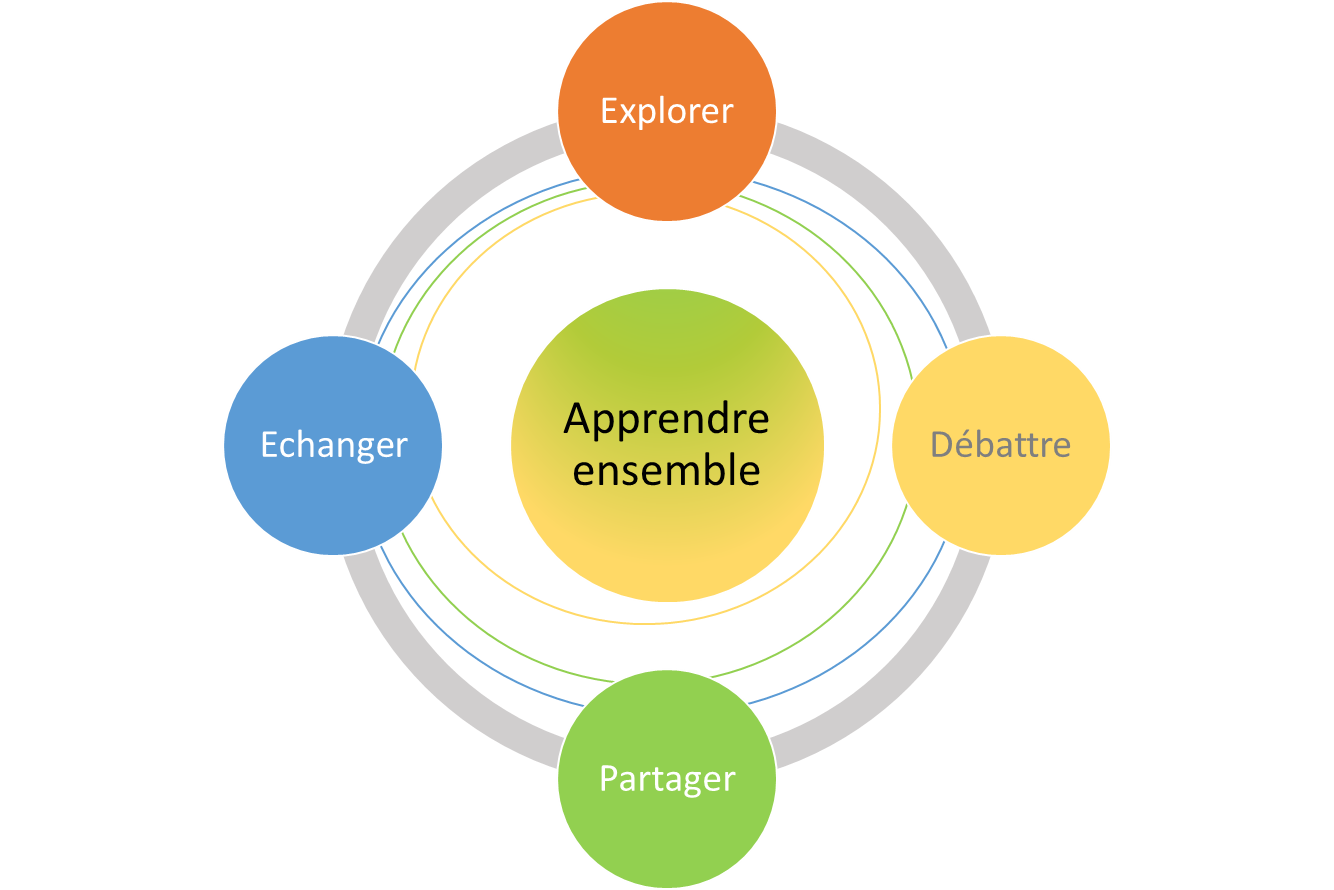 Explorer
Echanger
Apprendre
ensemble
Débattre
Partager